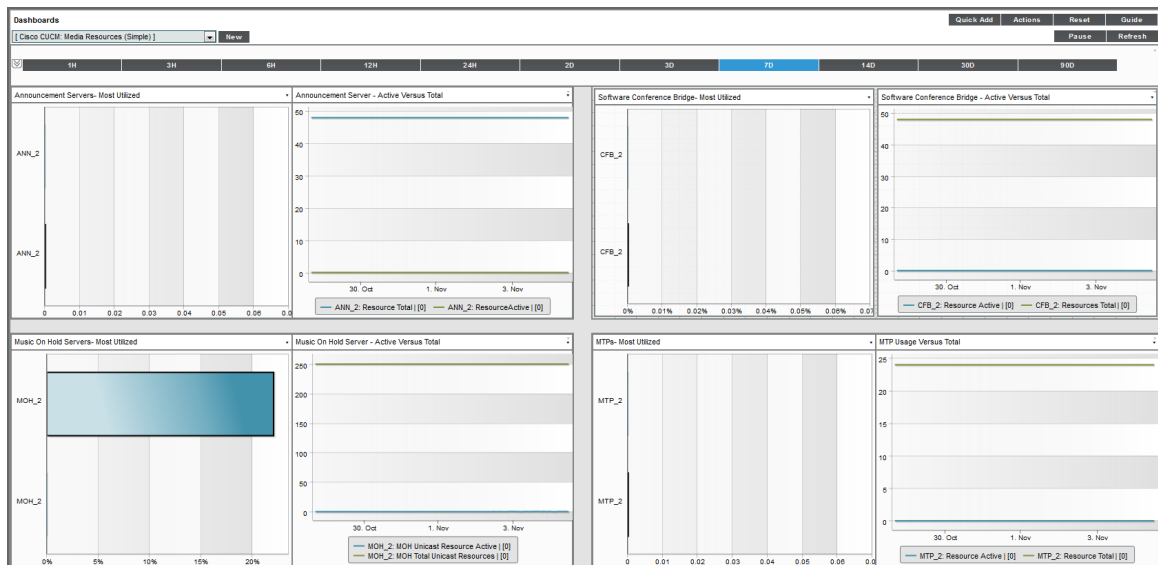 Dashboards
Quick Add Actions Reset Guide
[ Cisco CUCM: Media Resources (Simple) ] New
Pause Refresh
1H 3H 6H 12H 24H 2D 3D 7D 14D 30D 90D
Announcement Servers- Most Utilized
ANN_2
ANN_2
0 0.01 0.02 0.03 0.04 0.05 0.06 0.0
Announcement Server - Active Versus Total
50
40
30
20
10
0
30. Oct 1. Nov 3. Nov
ANN_2: Resource Total | [0] ANN_2: ResourceActive | [0]
Software Conference Bridge- Most Utilized
CFB_2
CFB_2
0% 0.01% 0.02% 0.03% 0.04% 0.05% 0.06% 0.07
Software Conference Bridge - Active Versus Total
50
40
30
20
10
0
30. Oct 1. Nov 3. Nov
CFB_2: Resource Active | [0] CFB_2: Resources Total | [0]
Music On Hold Servers- Most Utilized
MOH_2
MOH_2
0% 5% 10% 15% 20%
Music On Hold Server - Active Versus Total
250
200
150
100
50
0
30. Oct 1. Nov 3. Nov
MOH_2: MOH Unicast Resource Active | [0]
MOH_2: MOH Total Unicast Resources | [0]
MTPs- Most Utilized
MTP_2
MTP_2
0 0.01 0.02 0.03 0.04 0.05 0.06 0.0
MTP Usage Versus Total
25
20
15
10
5
0
30. Oct 1. Nov 3. Nov
MTP_2: Resource Active | [0] MTP_2: Resource Total | [0]